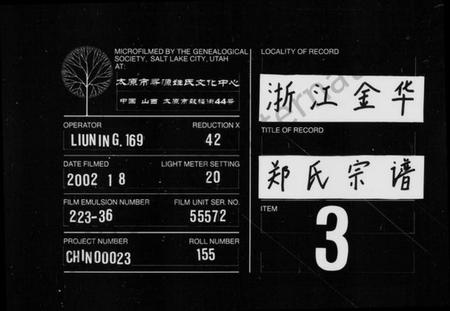 MICROFILMED BY THE GENEALOGICAL
SOCIETY, SALT LAKE CITY, UTAH
AT:
太原市寻源姓氏文化中心
中国 山西 太原市鼓楼街44号
OPERATOR
REDUCTION X
LIUNING.169
42
DATE FILMED
LIGHT METER SETTING
2002 1 8
20
FILM EMULSION NUMBER
FILM UNIT SER. NO.
223-36
55572
PROJECT NUMBER
ROLL NUMBER
CHIN00023
155
LOCALITY OF RECORD
浙江金华
TITLE OF RECORD
郑氏宗谱
ITEM
3